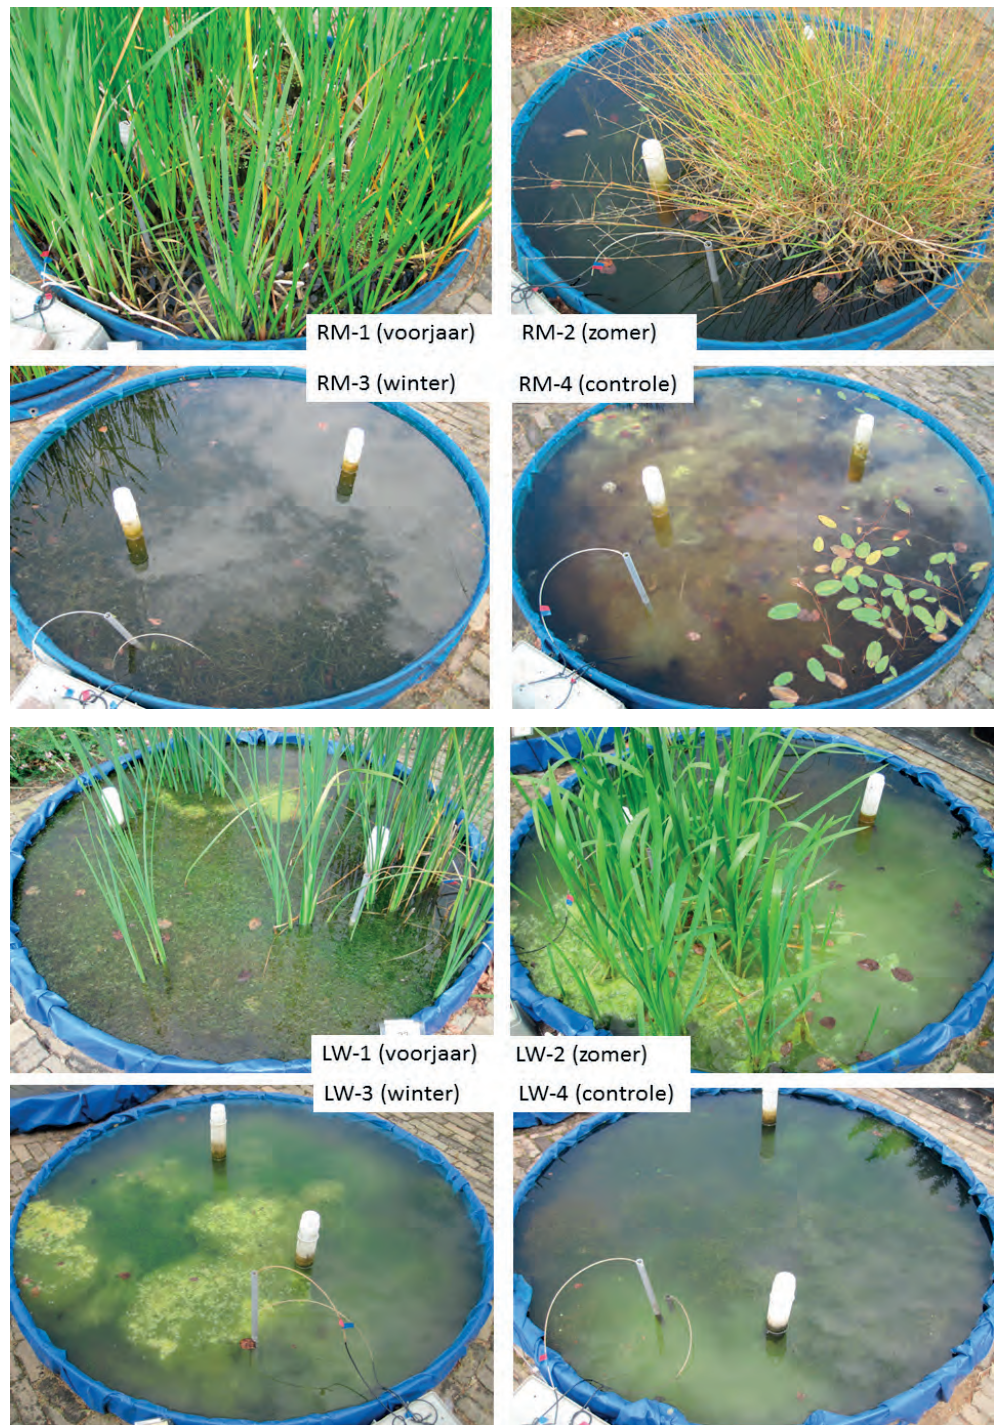 RM-1 (voorjaar)
RM-2 (zomer)
RM-3 (winter)
RM-4 (controle)
LW-1 (voorjaar)
LW-2 (zomer)
LW-3 (winter)
LW-4 (controle)